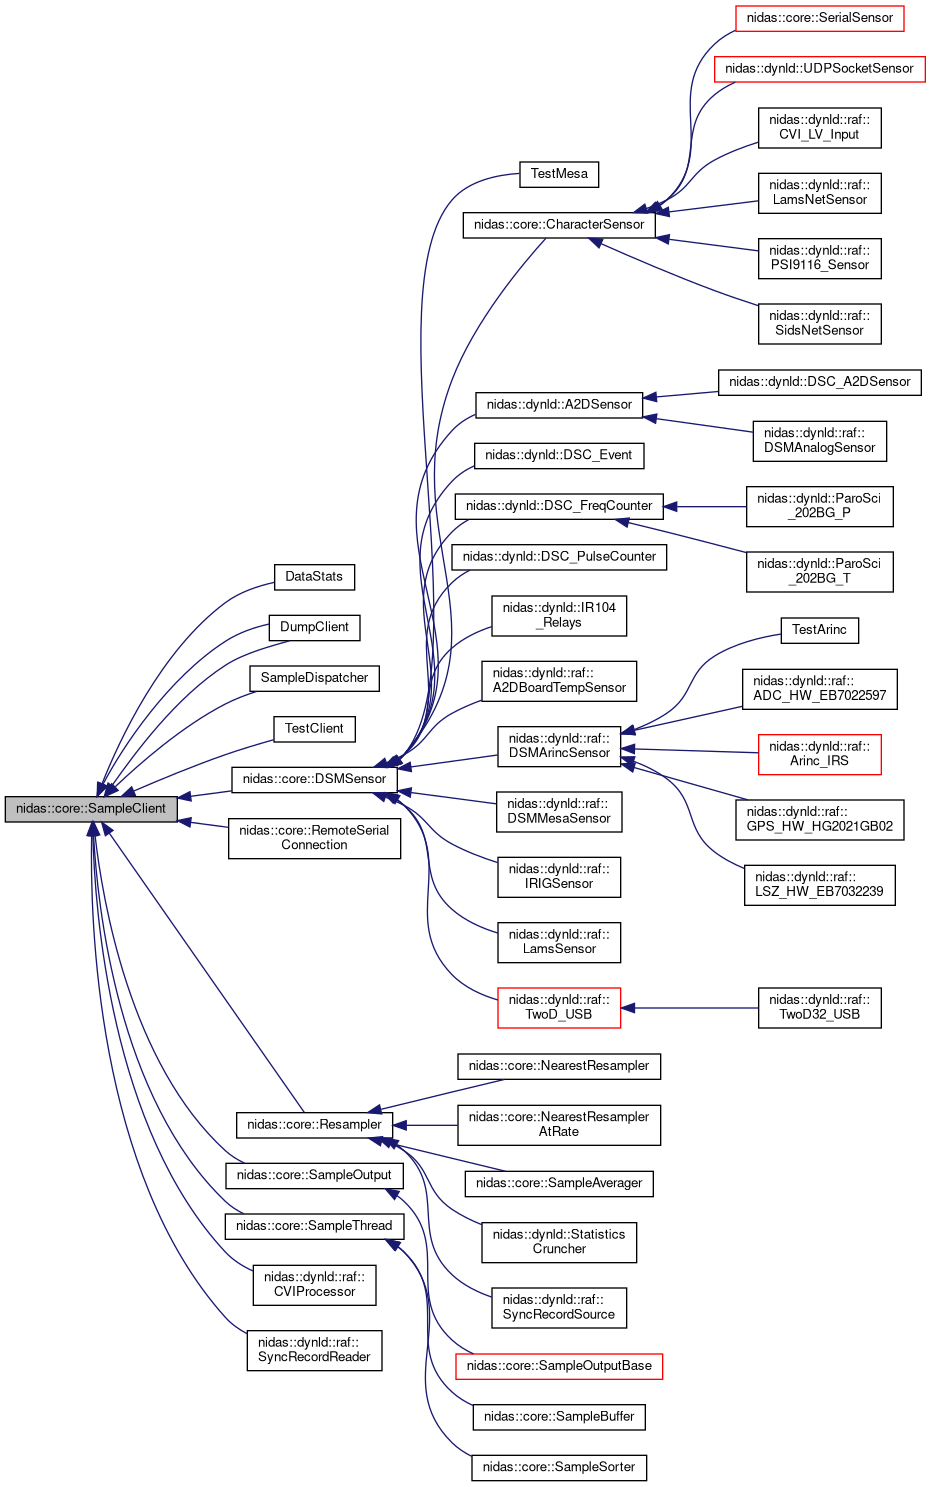 nidas::core::SerialSensor
nidas::dynld::UDPSocketSensor
nidas::dynld::raf::
CVI_LV_Input
TestMesa
nidas::dynld::raf::
LamsNetSensor
nidas::core::CharacterSensor
nidas::dynld::raf::
PSI9116_Sensor
nidas::dynld::raf::
SidsNetSensor
nidas::dynld::DSC_A2DSensor
nidas::dynld::A2DSensor
nidas::dynld::raf::
DSMAnalogSensor
nidas::dynld::DSC_Event
nidas::dynld::DSC_FreqCounter
nidas::dynld::ParoSci
_202BG_P
nidas::dynld::DSC_PulseCounter
nidas::dynld::ParoSci
_202BG_T
DataStats
nidas::dynld::IR104
_Relays
DumpClient
TestArinc
SampleDispatcher
nidas::dynld::raf::
A2DBoardTempSensor
nidas::dynld::raf::
ADC_HW_EB7022597
TestClient
nidas::dynld::raf::
DSMArincSensor
nidas::dynld::raf::
Arinc_IRS
nidas::core::DSMSensor
nidas::core::SampleClient
nidas::dynld::raf::
DSMMesaSensor
nidas::dynld::raf::
GPS_HW_HG2021GB02
nidas::core::RemoteSerial
Connection
nidas::dynld::raf::
IRIGSensor
nidas::dynld::raf::
LSZ_HW_EB7032239
nidas::dynld::raf::
LamsSensor
nidas::dynld::raf::
TwoD_USB
nidas::dynld::raf::
TwoD32_USB
nidas::core::NearestResampler
nidas::core::Resampler
nidas::core::NearestResampler
AtRate
nidas::core::SampleOutput
nidas::core::SampleAverager
nidas::core::SampleThread
nidas::dynld::Statistics
Cruncher
nidas::dynld::raf::
CVIProcessor
nidas::dynld::raf::
SyncRecordSource
nidas::dynld::raf::
SyncRecordReader
nidas::core::SampleOutputBase
nidas::core::SampleBuffer
nidas::core::SampleSorter